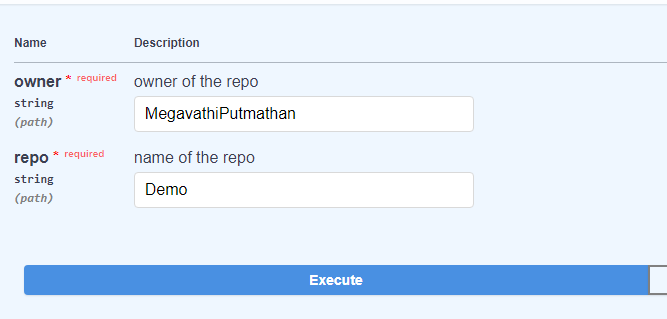 Name Description
owner * required owner of the repo
string
(path)
MegavathiPutmathan
repo * required name of the repo
string
(path)
Demo
Execute